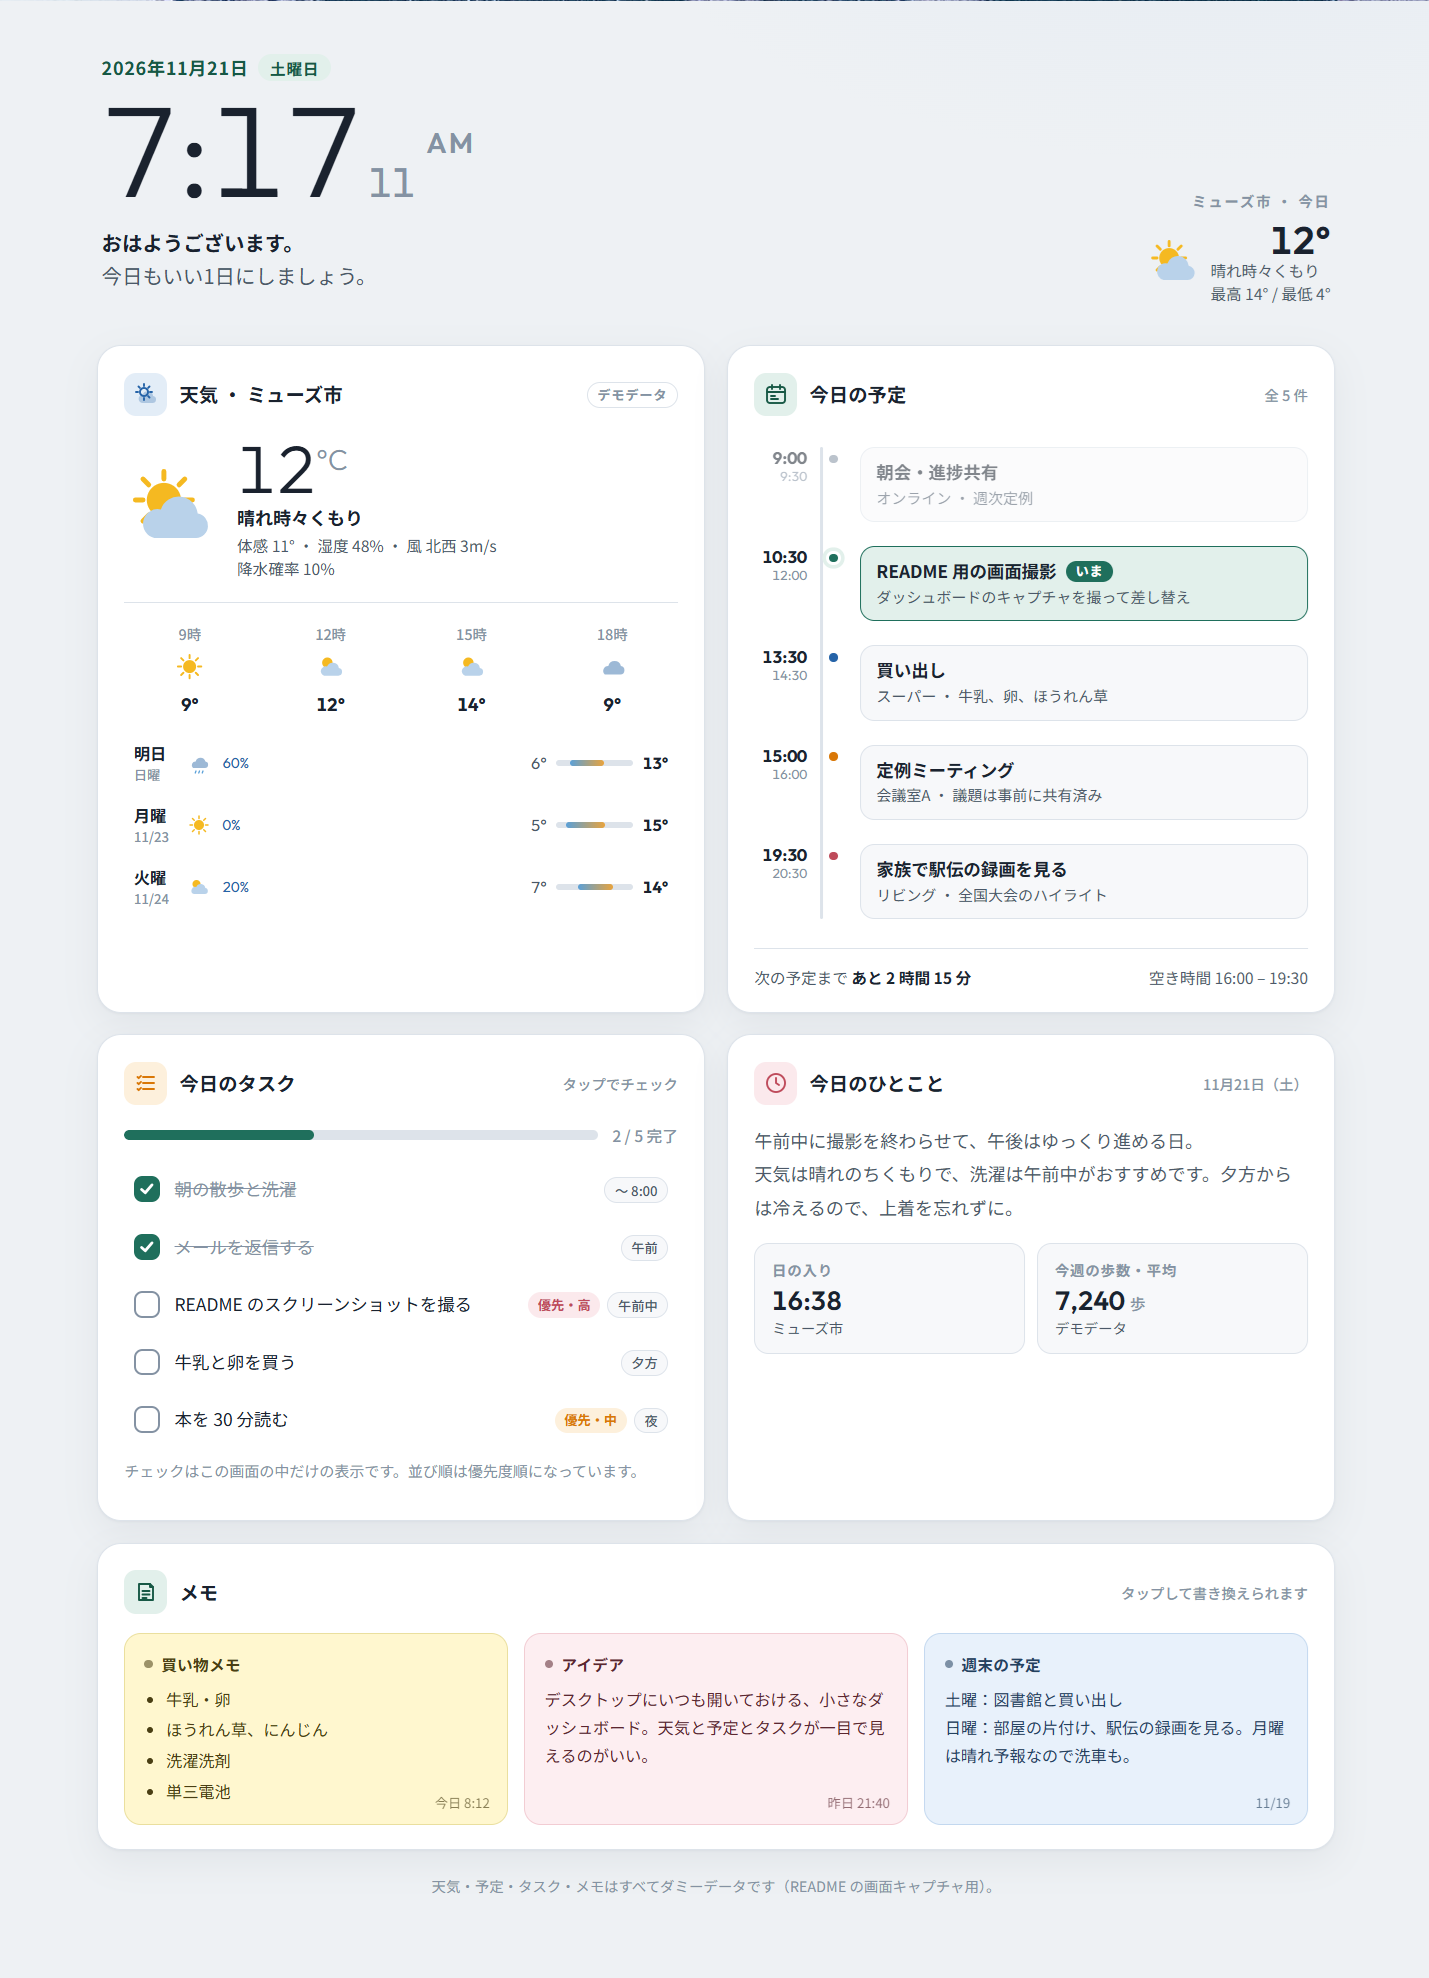 2026年11月21日 土曜日
7:17 11 AM
おはようございます。
今日もいい1日にしましょう。
ミューズ市 ・ 今日
12°
晴れ時々くもり
最高 14° / 最低 4°
天気 ・ ミューズ市
デモデータ
12°C
晴れ時々くもり
体感 11° ・ 湿度 48% ・ 風 北西 3m/s
降水確率 10%
9時 12時 15時 18時
9° 12° 14° 9°
明日
日曜
60%
6° 13°
月曜
11/23
0%
5° 15°
火曜
11/24
20%
7° 14°
今日の予定
全 5 件
9:00
9:30
朝会・進捗共有
オンライン ・ 週次定例
10:30
12:00
README 用の画面撮影 いま
ダッシュボードのキャプチャを撮って差し替え
13:30
14:30
買い出し
スーパー ・ 牛乳、卵、ほうれん草
15:00
16:00
定例ミーティング
会議室A ・ 議題は事前に共有済み
19:30
20:30
家族で駅伝の録画を見る
リビング ・ 全国大会のハイライト
次の予定まで あと 2 時間 15 分
空き時間 16:00 – 19:30
今日のタスク
タップでチェック
2 / 5 完了
朝の散歩と洗濯 〜 8:00
メールを返信する 午前
README のスクリーンショットを撮る 優先・高 午前中
牛乳と卵を買う 夕方
本を 30 分読む 優先・中 夜
チェックはこの画面の中だけの表示です。並び順は優先度順になっています。
今日のひとこと
11月21日（土）
午前中に撮影を終わらせて、午後はゆっくり進める日。
天気は晴れのちくもりで、洗濯は午前中がおすすめです。夕方から
は冷えるので、上着を忘れずに。
日の入り
16:38
ミューズ市
今週の歩数・平均
7,240 歩
デモデータ
メモ
タップして書き換えられます
買い物メモ
• 牛乳・卵
• ほうれん草、にんじん
• 洗濯洗剤
• 単三電池
今日 8:12
アイデア
デスクトップにいつも開いておける、小さなダ
ッシュボード。天気と予定とタスクが一目で見
えるのがいい。
昨日 21:40
週末の予定
土曜：図書館と買い出し
日曜：部屋の片付け、駅伝の録画を見る。月曜
は晴れ予報なので洗車も。
11/19
天気・予定・タスク・メモはすべてダミーデータです（README の画面キャプチャ用）。